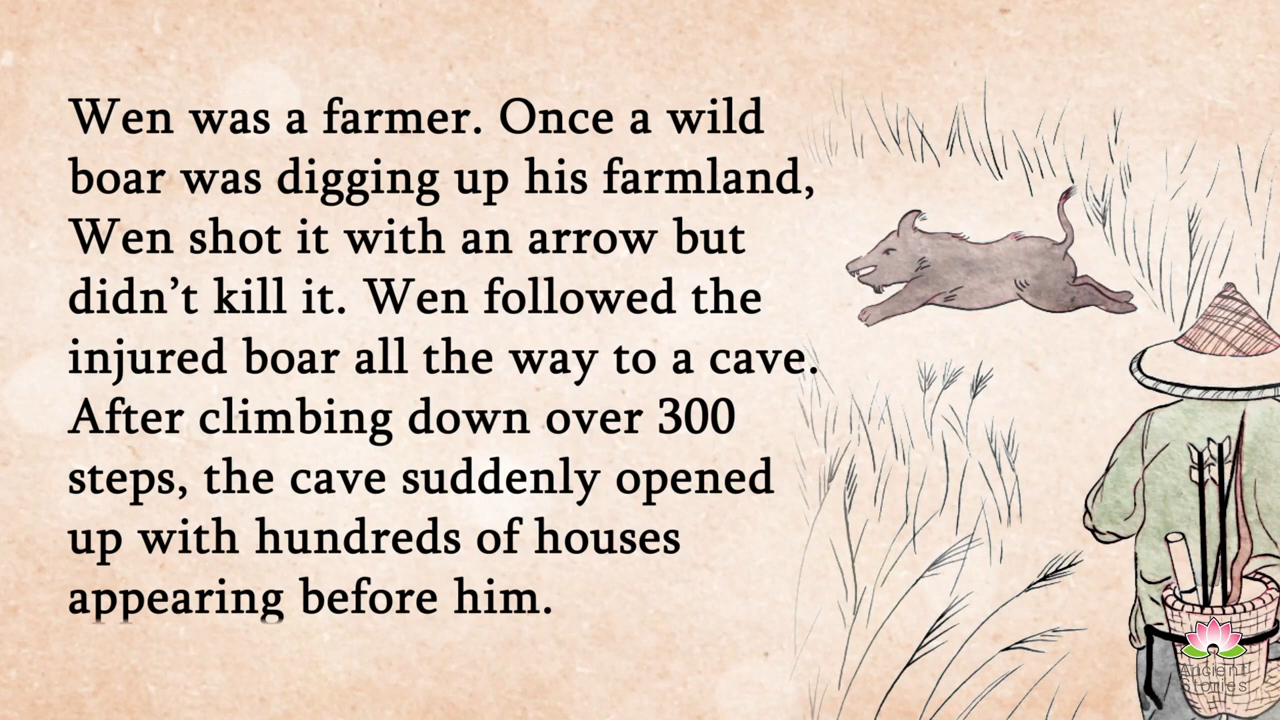 Wen was a farmer. Once a wild
boar was digging up his farmland,
Wen shot it with an arrow but
didn’t kill it. Wen followed the
injured boar all the way to a cave.
After climbing down over 300
steps, the cave suddenly opened
up with hundreds of houses
appearing before him.
Ancient
Stories